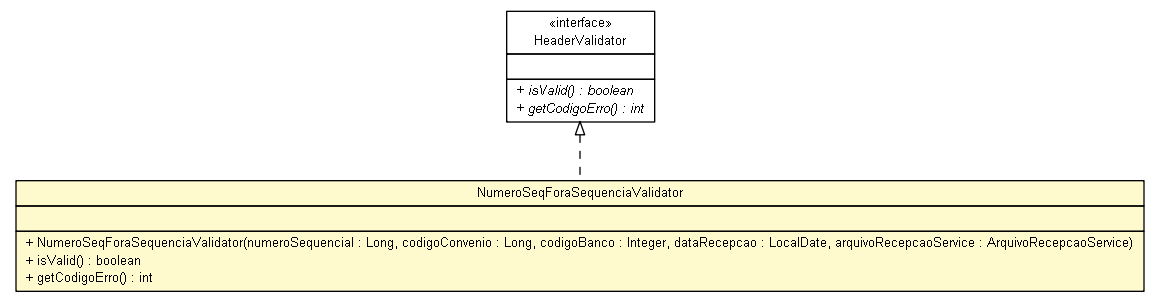 «interface»
HeaderValidator
+ isValid() : boolean
+ getCodigoErro() : int
NumeroSeqForaSequenciaValidator
+ NumeroSeqForaSequenciaValidator(numeroSequencial : Long, codigoConvenio : Long, codigoBanco : Integer, dataRecepcao : LocalDate, arquivoRecepcaoService : ArquivoRecepcaoService)
+ isValid() : boolean
+ getCodigoErro() : int